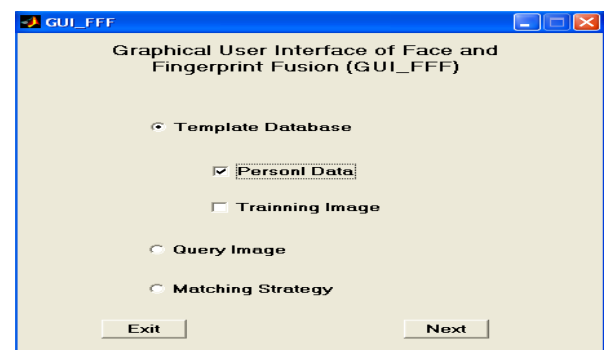 GUI_FFF
Graphical User Interface of Face and
Fingerprint Fusion (GUI_FFF)
Template Database
Personl Data
Trainning Image
Query Image
Matching Strategy
Exit Next